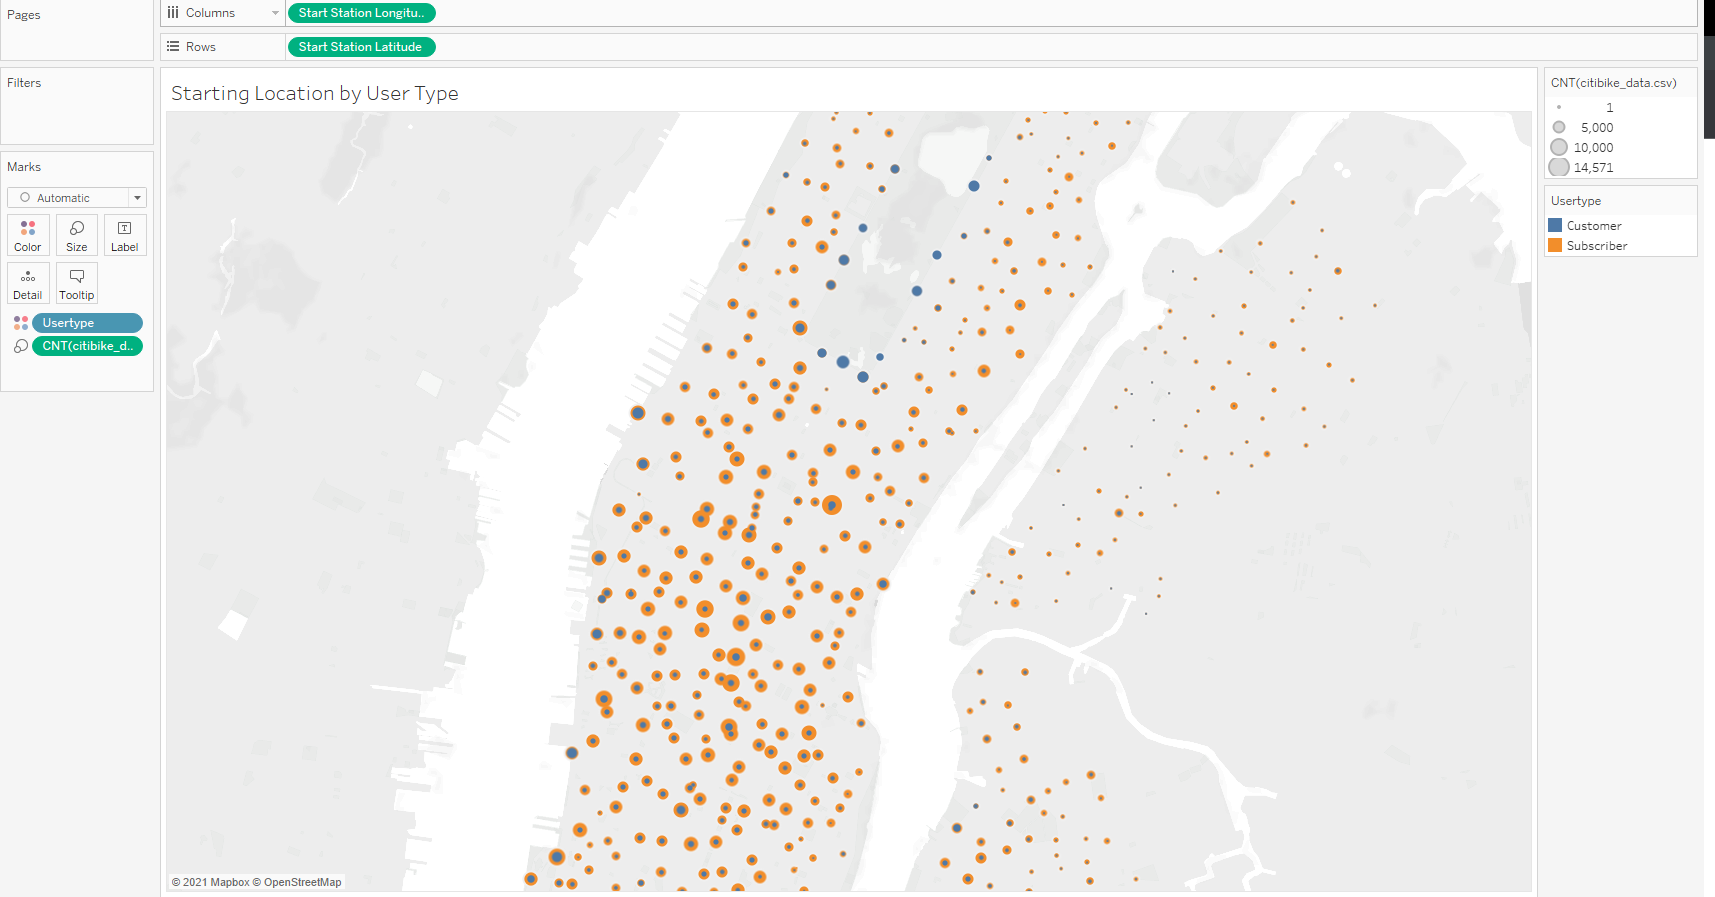 Pages
Columns
Start Station Longitu..
Rows
Start Station Latitude
Filters
Marks
Automatic
Color
Size
Label
Detail
Tooltip
Usertype
CNT(citibike_d..
Starting Location by User Type
© 2021 Mapbox © OpenStreetMap
CNT(citibike_data.csv)
1
5,000
10,000
14,571
Usertype
Customer
Subscriber